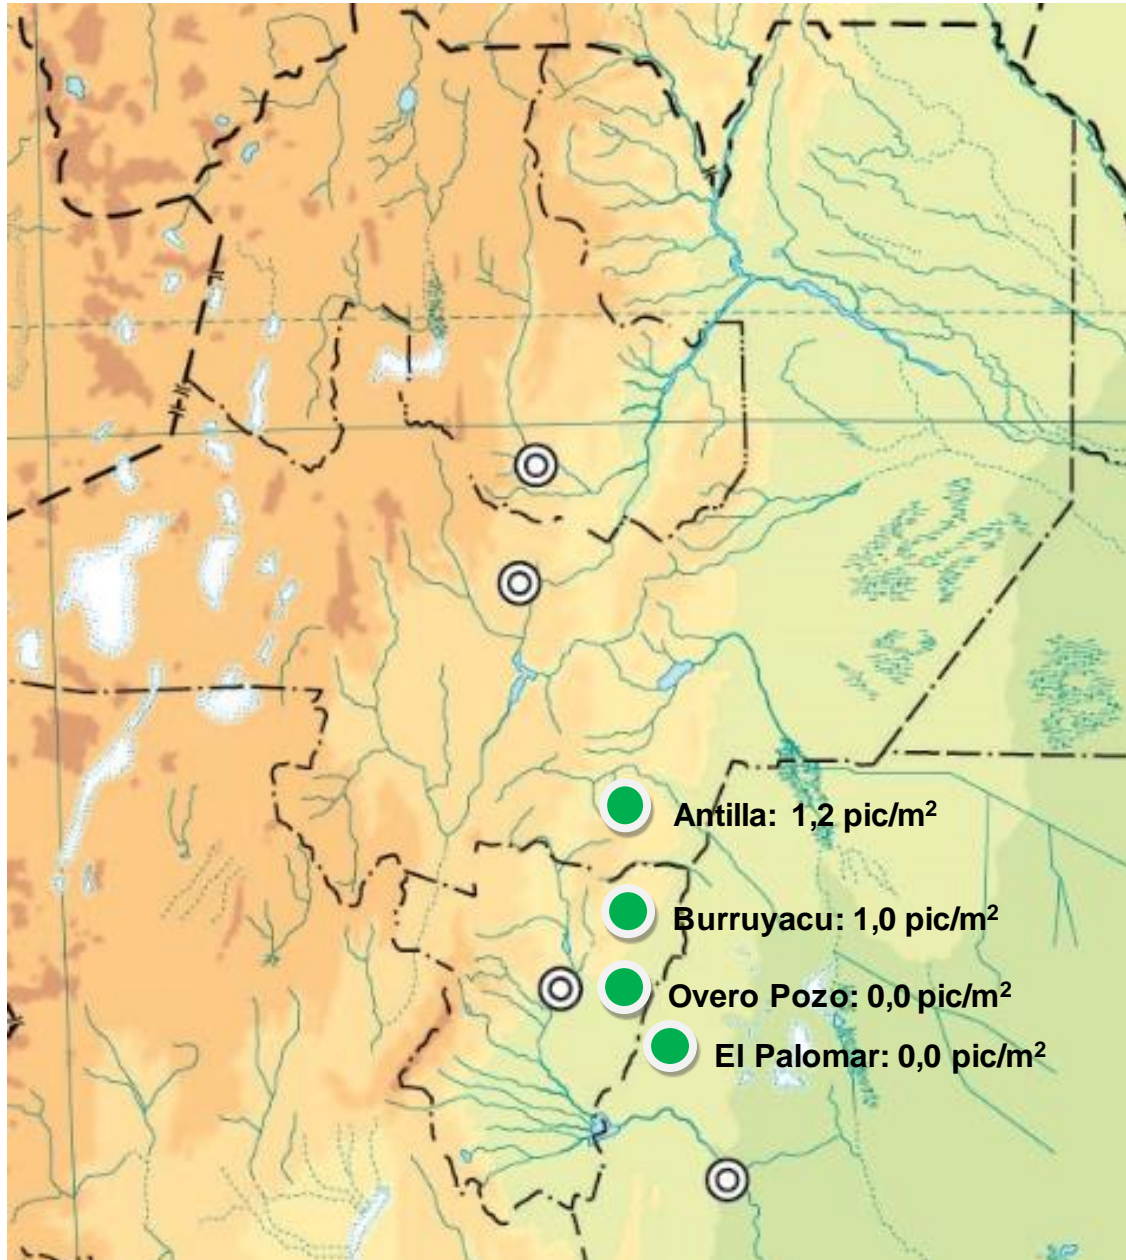 Antilla: 1,2 pic/m²
Burruyacu: 1,0 pic/m²
Overo Pozo: 0,0 pic/m²
El Palomar: 0,0 pic/m²